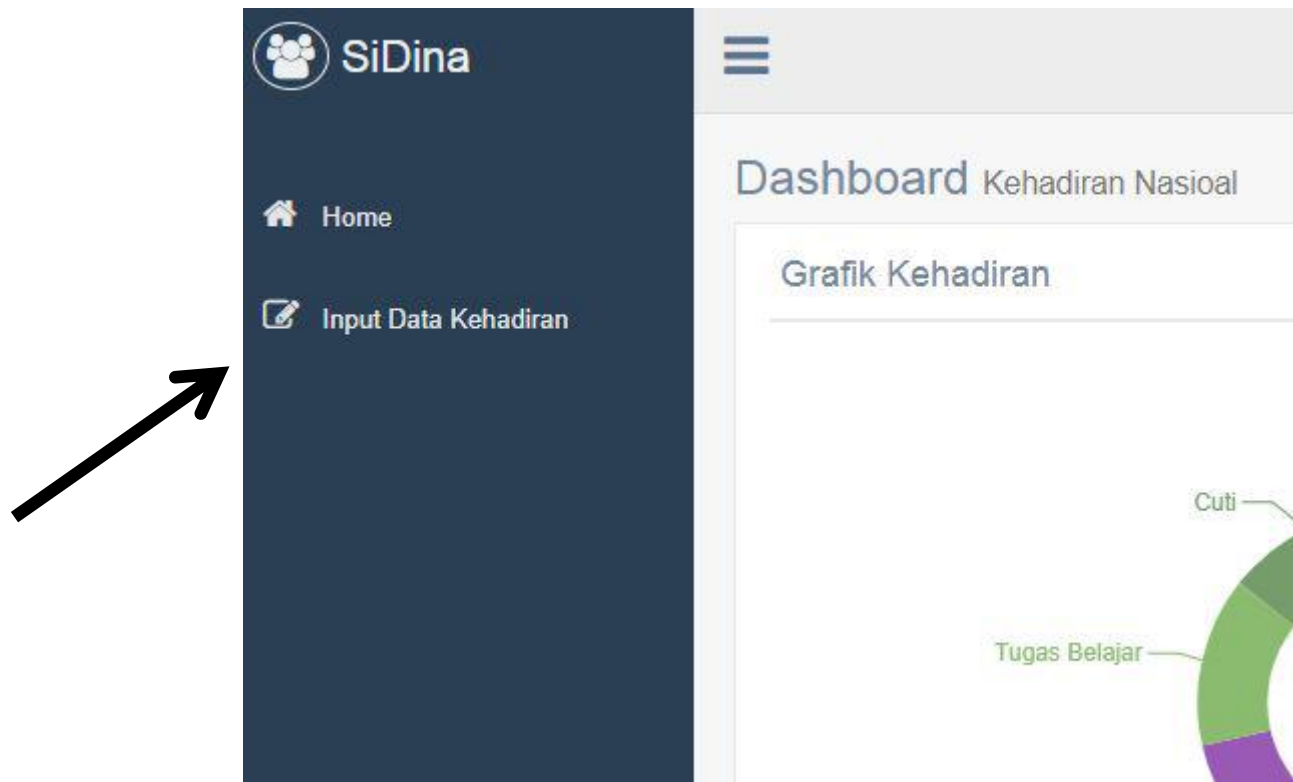 SiDina
Home
Input Data Kehadiran
Dashboard Kehadiran Nasioal
Grafik Kehadiran
Cuti
Tugas Belajar